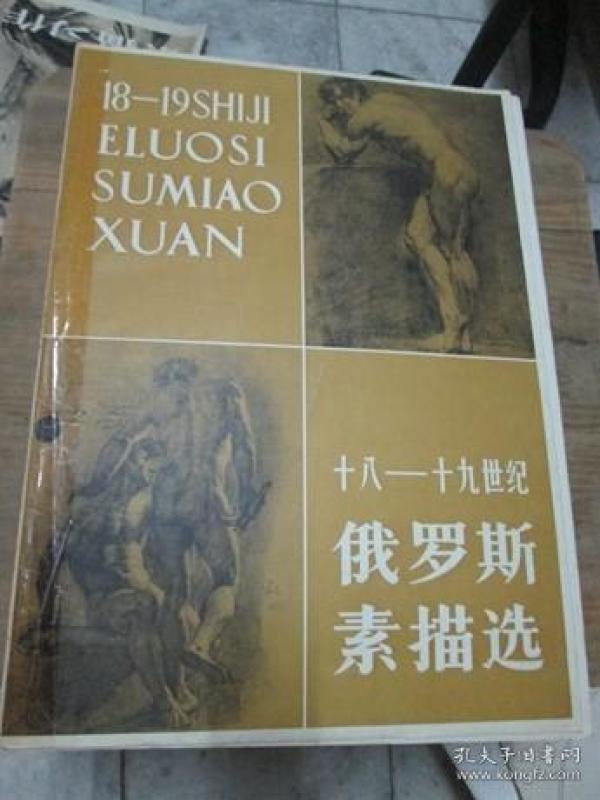 18—19SHIJI
ELUOSI
SUMIAO
XUAN
十八—十九世纪
俄罗斯
素描选
孔夫子旧书网
www.kongfz.com